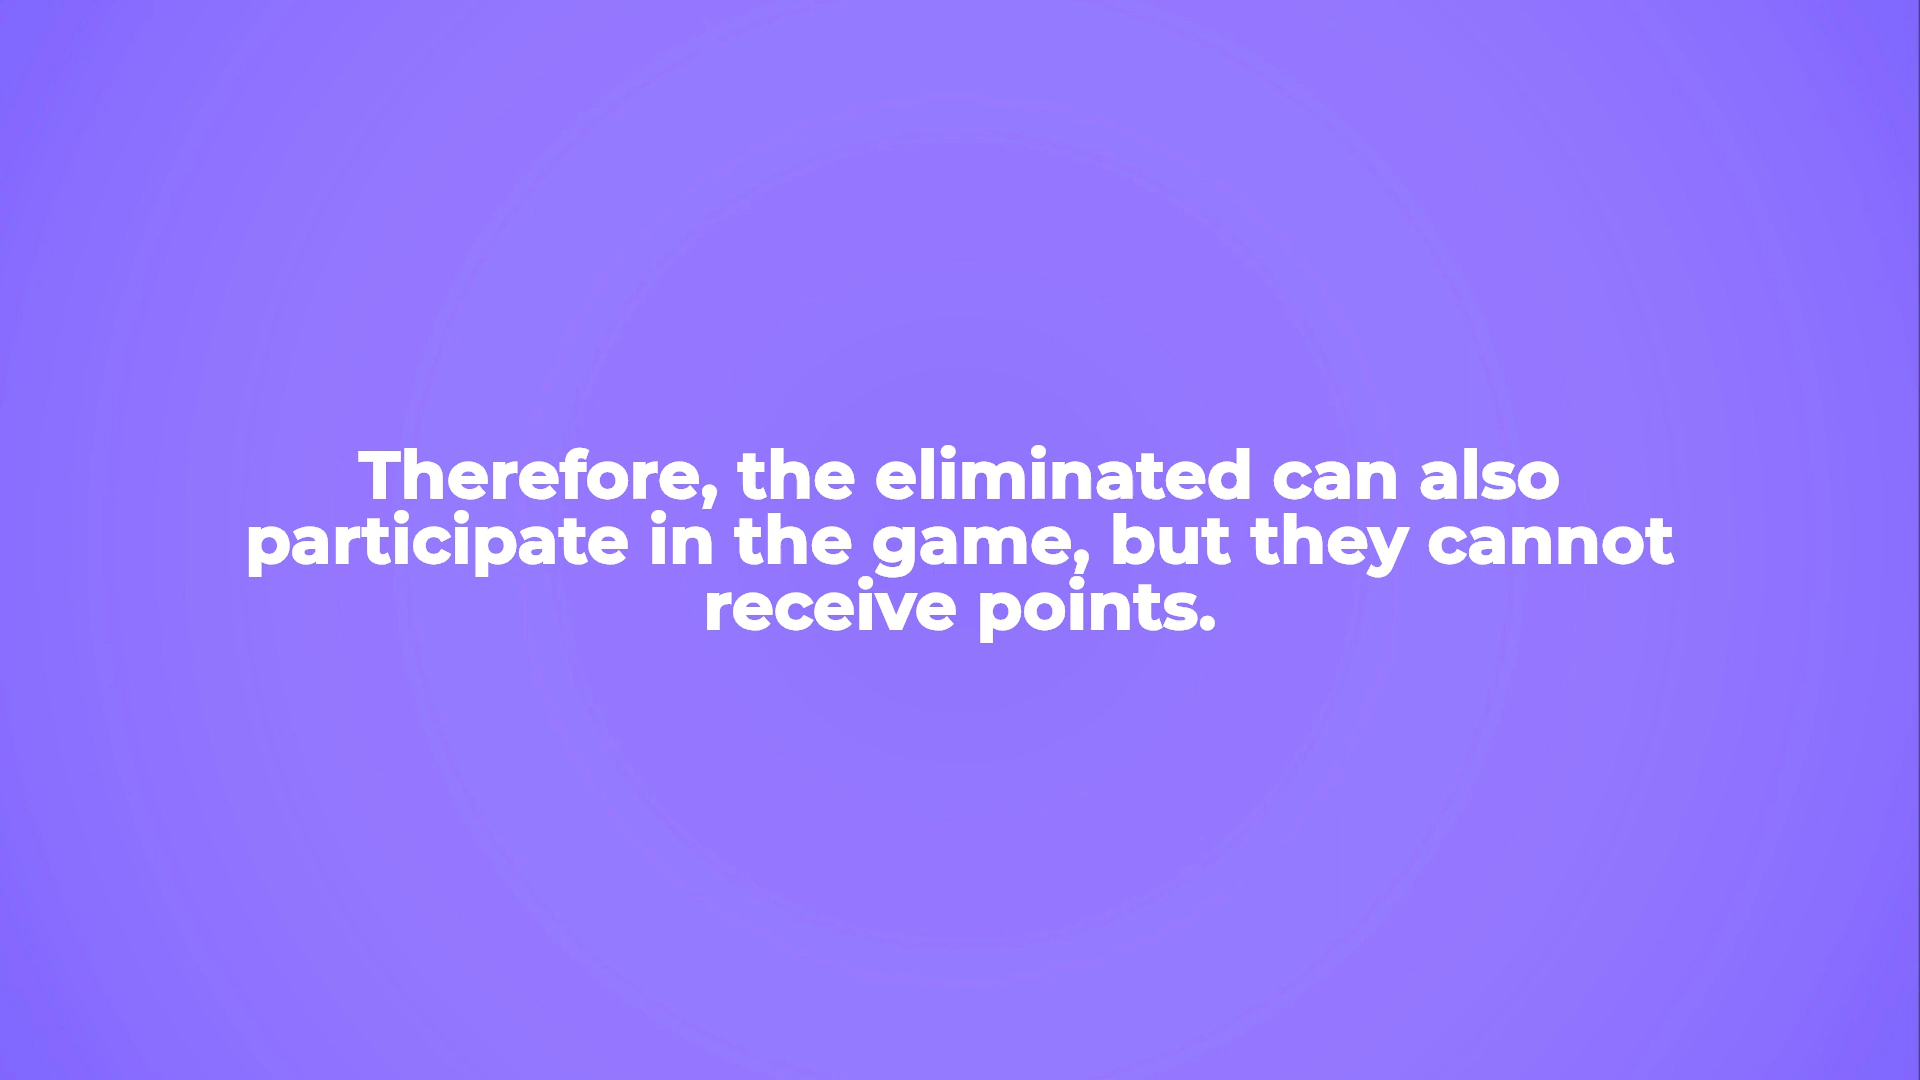 Therefore, the eliminated can also
participate in the game, but they cannot
receive points.